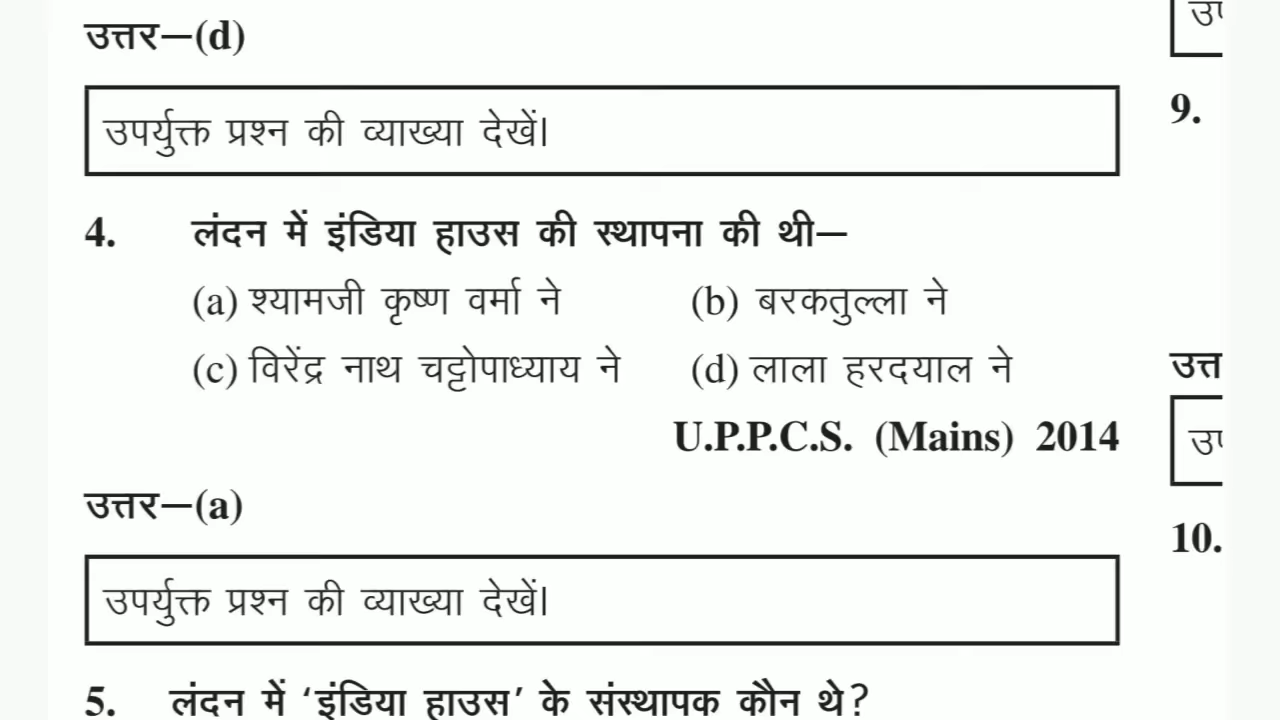 उत्तर—(d)
उपर्युक्त प्रश्न की व्याख्या देखें।
4. लंदन में इंडिया हाउस की स्थापना की थी—
(a) श्यामजी कृष्ण वर्मा ने (b) बरकतुल्ला ने
(c) विरेंद्र नाथ चट्टोपाध्याय ने (d) लाला हरदयाल ने
U.P.P.C.S. (Mains) 2014
उत्तर—(a)
उपर्युक्त प्रश्न की व्याख्या देखें।
5. लंदन में ‘इंडिया हाउस’ के संस्थापक कौन थे?
9.
10.